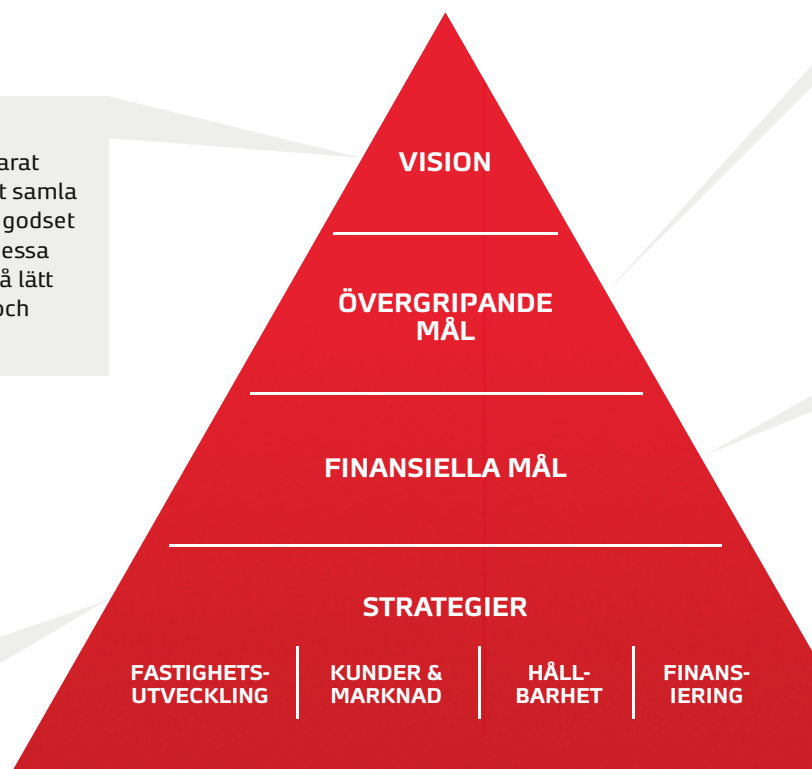 arat
t samla
godset
essa
å lätt
och
VISION
ÖVERGRIPANDE
MÅL
FINANSIELLA MÅL
STRATEGIER
FASTIGHETS-
UTVECKLING
KUNDER &
MARKNAD
HÅLL-
BARHET
FINANS-
IERING